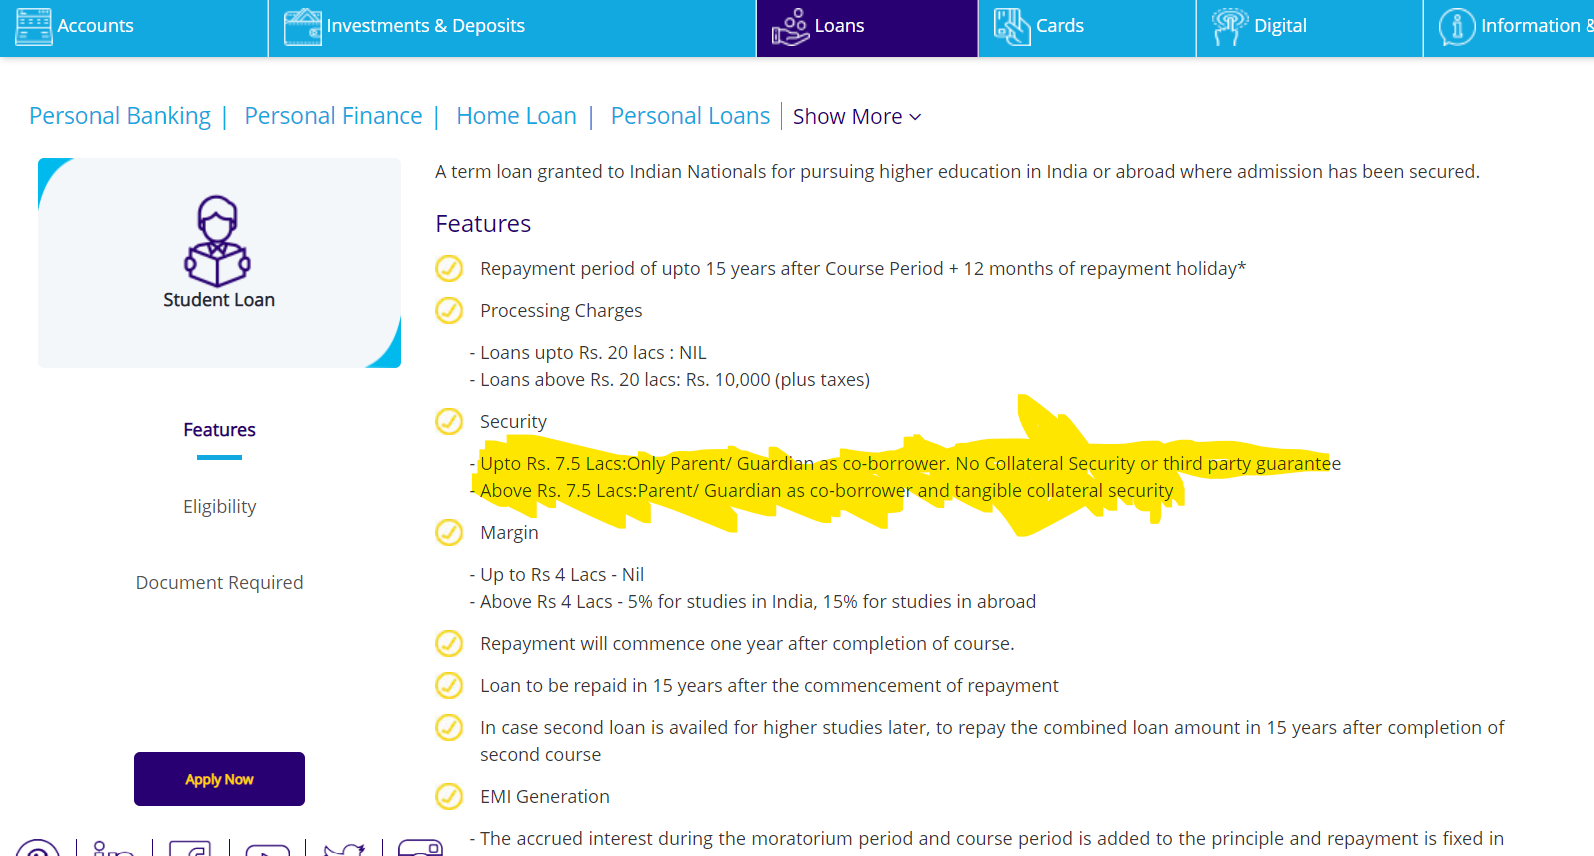 Accounts
Investments & Deposits
Loans
Cards
Digital
Information &
Personal Banking | Personal Finance | Home Loan | Personal Loans | Show More
Student Loan
Features
Eligibility
Document Required
Apply Now
A term loan granted to Indian Nationals for pursuing higher education in India or abroad where admission has been secured.
Features
Repayment period of upto 15 years after Course Period + 12 months of repayment holiday*
Processing Charges
- Loans upto Rs. 20 lacs : NIL
- Loans above Rs. 20 lacs: Rs. 10,000 (plus taxes)
Security
- Upto Rs. 7.5 Lacs:Only Parent/ Guardian as co-borrower. No Collateral Security or third party guarantee
- Above Rs. 7.5 Lacs:Parent/ Guardian as co-borrower and tangible collateral security
Margin
- Up to Rs 4 Lacs - Nil
- Above Rs 4 Lacs - 5% for studies in India, 15% for studies in abroad
Repayment will commence one year after completion of course.
Loan to be repaid in 15 years after the commencement of repayment
In case second loan is availed for higher studies later, to repay the combined loan amount in 15 years after completion of
second course
EMI Generation
- The accrued interest during the moratorium period and course period is added to the principle and repayment is fixed in